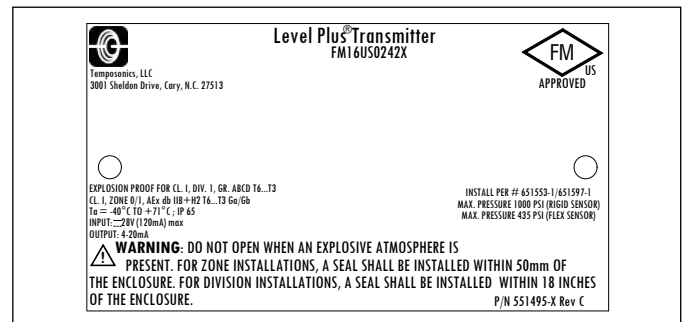 Level Plus® Transmitter
FM16US0242X
Temposonics, LLC
3001 Sheldon Drive, Cary, N.C. 27513
FM
US
APPROVED
EXPLOSION PROOF FOR CL. I, DIV. 1, GR. ABCD T6...T3
CL. I, ZONE 0/1, AEx db IIB+H2 T6...T3 Ga/Gb
Ta = -40°C TO +71°C ; IP 65
INPUT: ⎓28V (120mA) max
OUTPUT: 4-20mA
INSTALL PER # 651553-1/651597-1
MAX. PRESSURE 1000 PSI (RIGID SENSOR)
MAX. PRESSURE 435 PSI (FLEX SENSOR)
WARNING: DO NOT OPEN WHEN AN EXPLOSIVE ATMOSPHERE IS
PRESENT. FOR ZONE INSTALLATIONS, A SEAL SHALL BE INSTALLED WITHIN 50mm OF
THE ENCLOSURE. FOR DIVISION INSTALLATIONS, A SEAL SHALL BE INSTALLED WITHIN 18 INCHES
OF THE ENCLOSURE.
P/N 551495-X Rev C